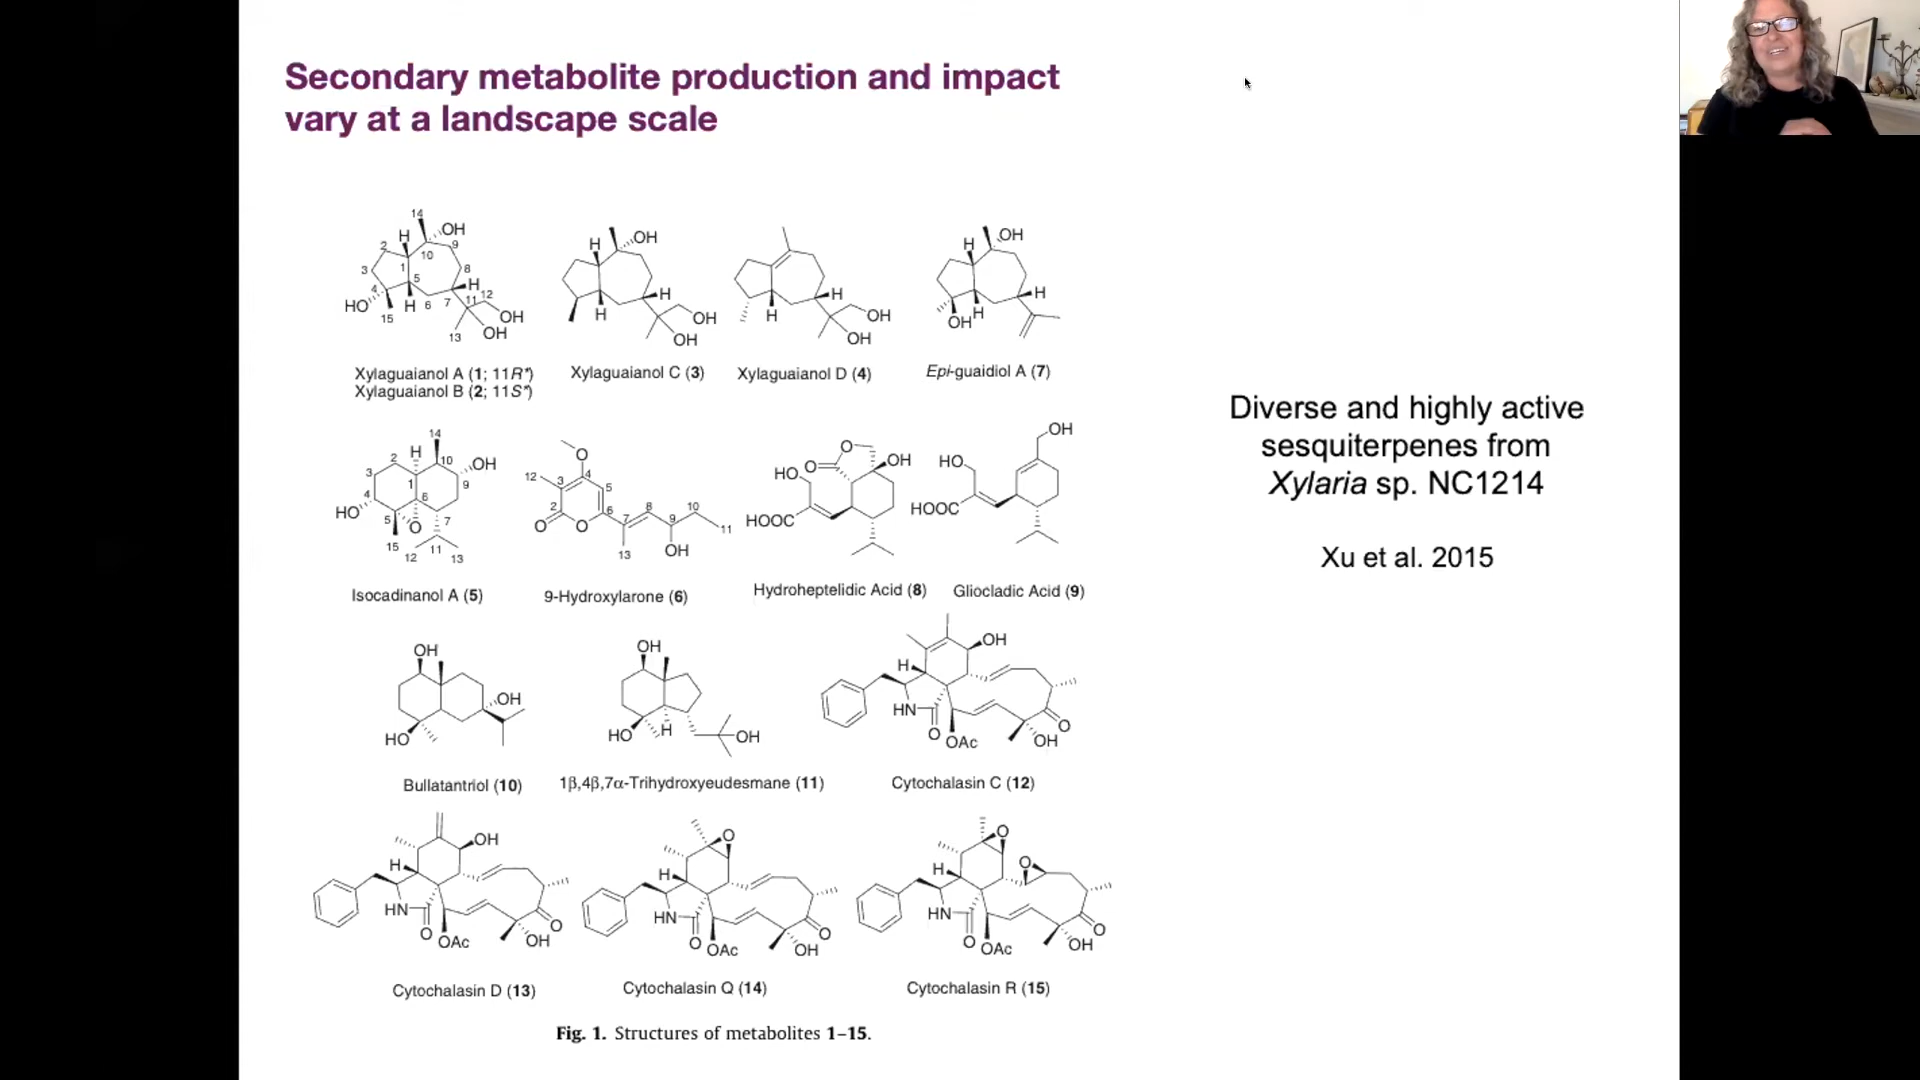 Secondary metabolite production and impact
vary at a landscape scale
14
H
OH
2
9
10
3
1
8
5
4
H
HO
H
6
7
11
12
15
OH
13
OH
Xylaguaianol A (1; 11R*)
Xylaguaianol B (2; 11S*)
H
OH
H
H
OH
OH
Xylaguaianol C (3)
H
H
OH
OH
Xylaguaianol D (4)
H
OH
H
OH
H
Epi-guaidiol A (7)
Diverse and highly active
sesquiterpenes from
Xylaria sp. NC1214
Xu et al. 2015
14
2
H
10
OH
3
1
9
4
6
HO
5
O
7
15
11
12
13
Isocadinanol A (5)
O
12
3
4
5
2
6
8
10
O
O
7
9
11
13
OH
9-Hydroxylarone (6)
O
O
OH
HO
HOOC
Hydroheptelidic Acid (8)
OH
HO
HOOC
Gliocladic Acid (9)
OH
OH
HO
Bullatantriol (10)
OH
HO
H
OH
1β,4β,7α-Trihydroxyeudesmane (11)
OH
H
HN
O
OAc
O
OH
Cytochalasin C (12)
OH
H
HN
O
OAc
O
OH
Cytochalasin D (13)
O
H
HN
O
OAc
O
OH
Cytochalasin Q (14)
O
O
H
HN
O
OAc
O
OH
Cytochalasin R (15)
Fig. 1. Structures of metabolites 1–15.